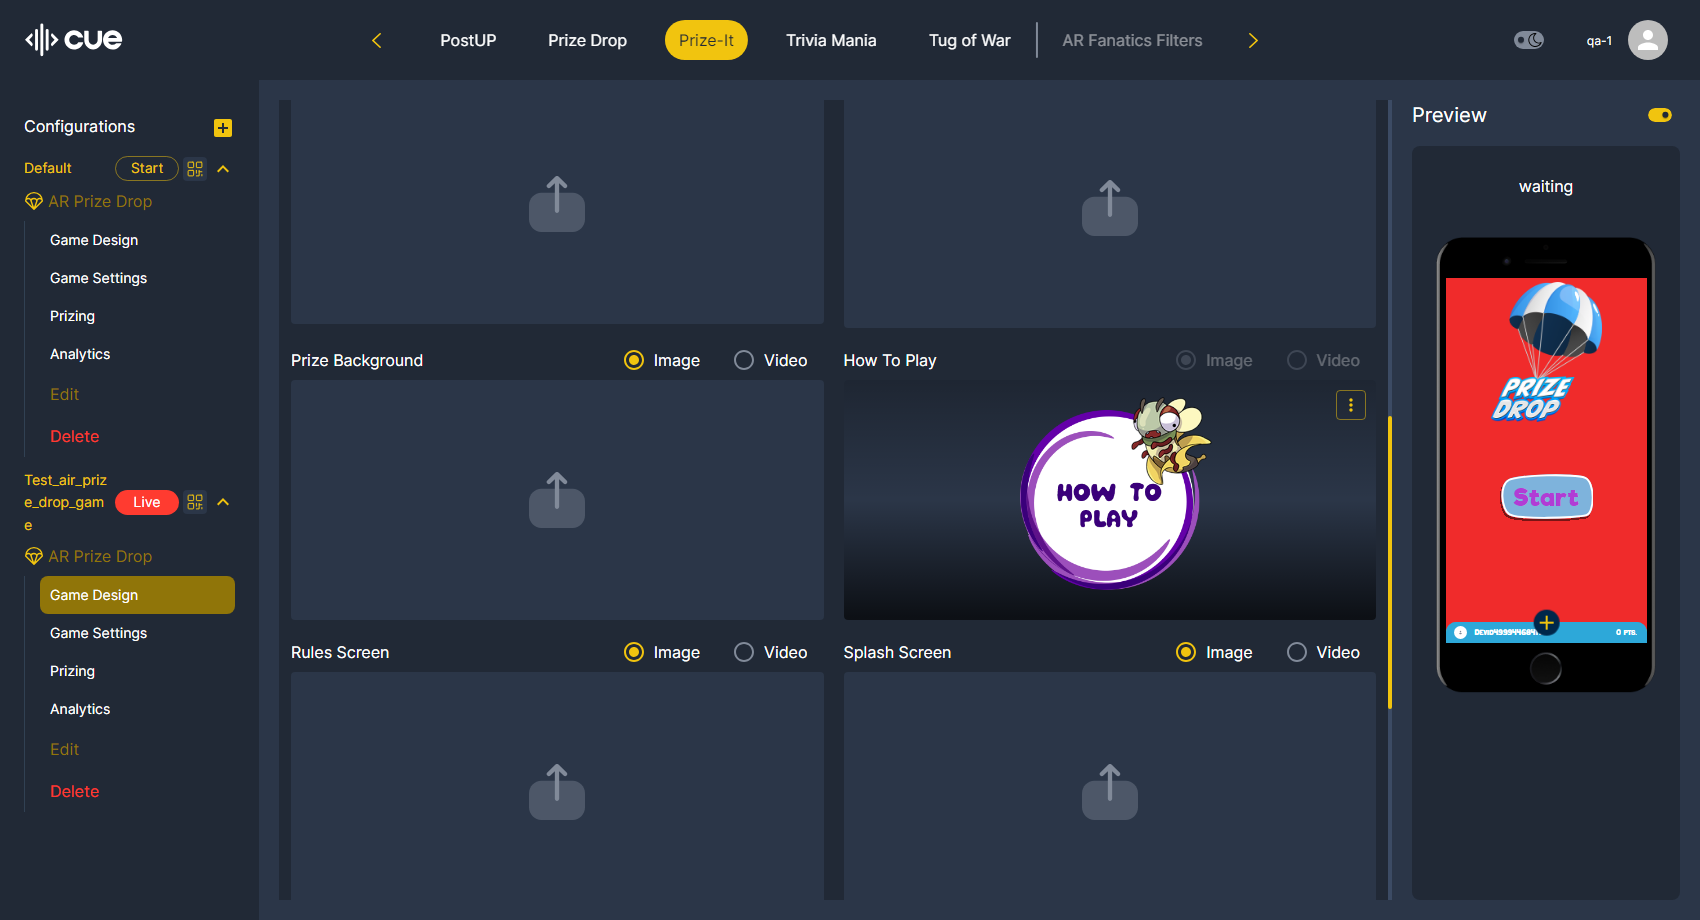 cue
PostUP
Prize Drop
Prize-It
Trivia Mania
Tug of War
AR Fanatics Filters
qa-1
Configurations
Default
Start
AR Prize Drop
Game Design
Game Settings
Prizing
Analytics
Edit
Delete
Test_air_priz
e_drop_gam
e
Live
AR Prize Drop
Game Design
Game Settings
Prizing
Analytics
Edit
Delete
Prize Background
Image
Video
How To Play
Image
Video
HOW TO
PLAY
Rules Screen
Image
Video
Splash Screen
Image
Video
Preview
waiting
PRIZE
DROP
Start
0 PTS.